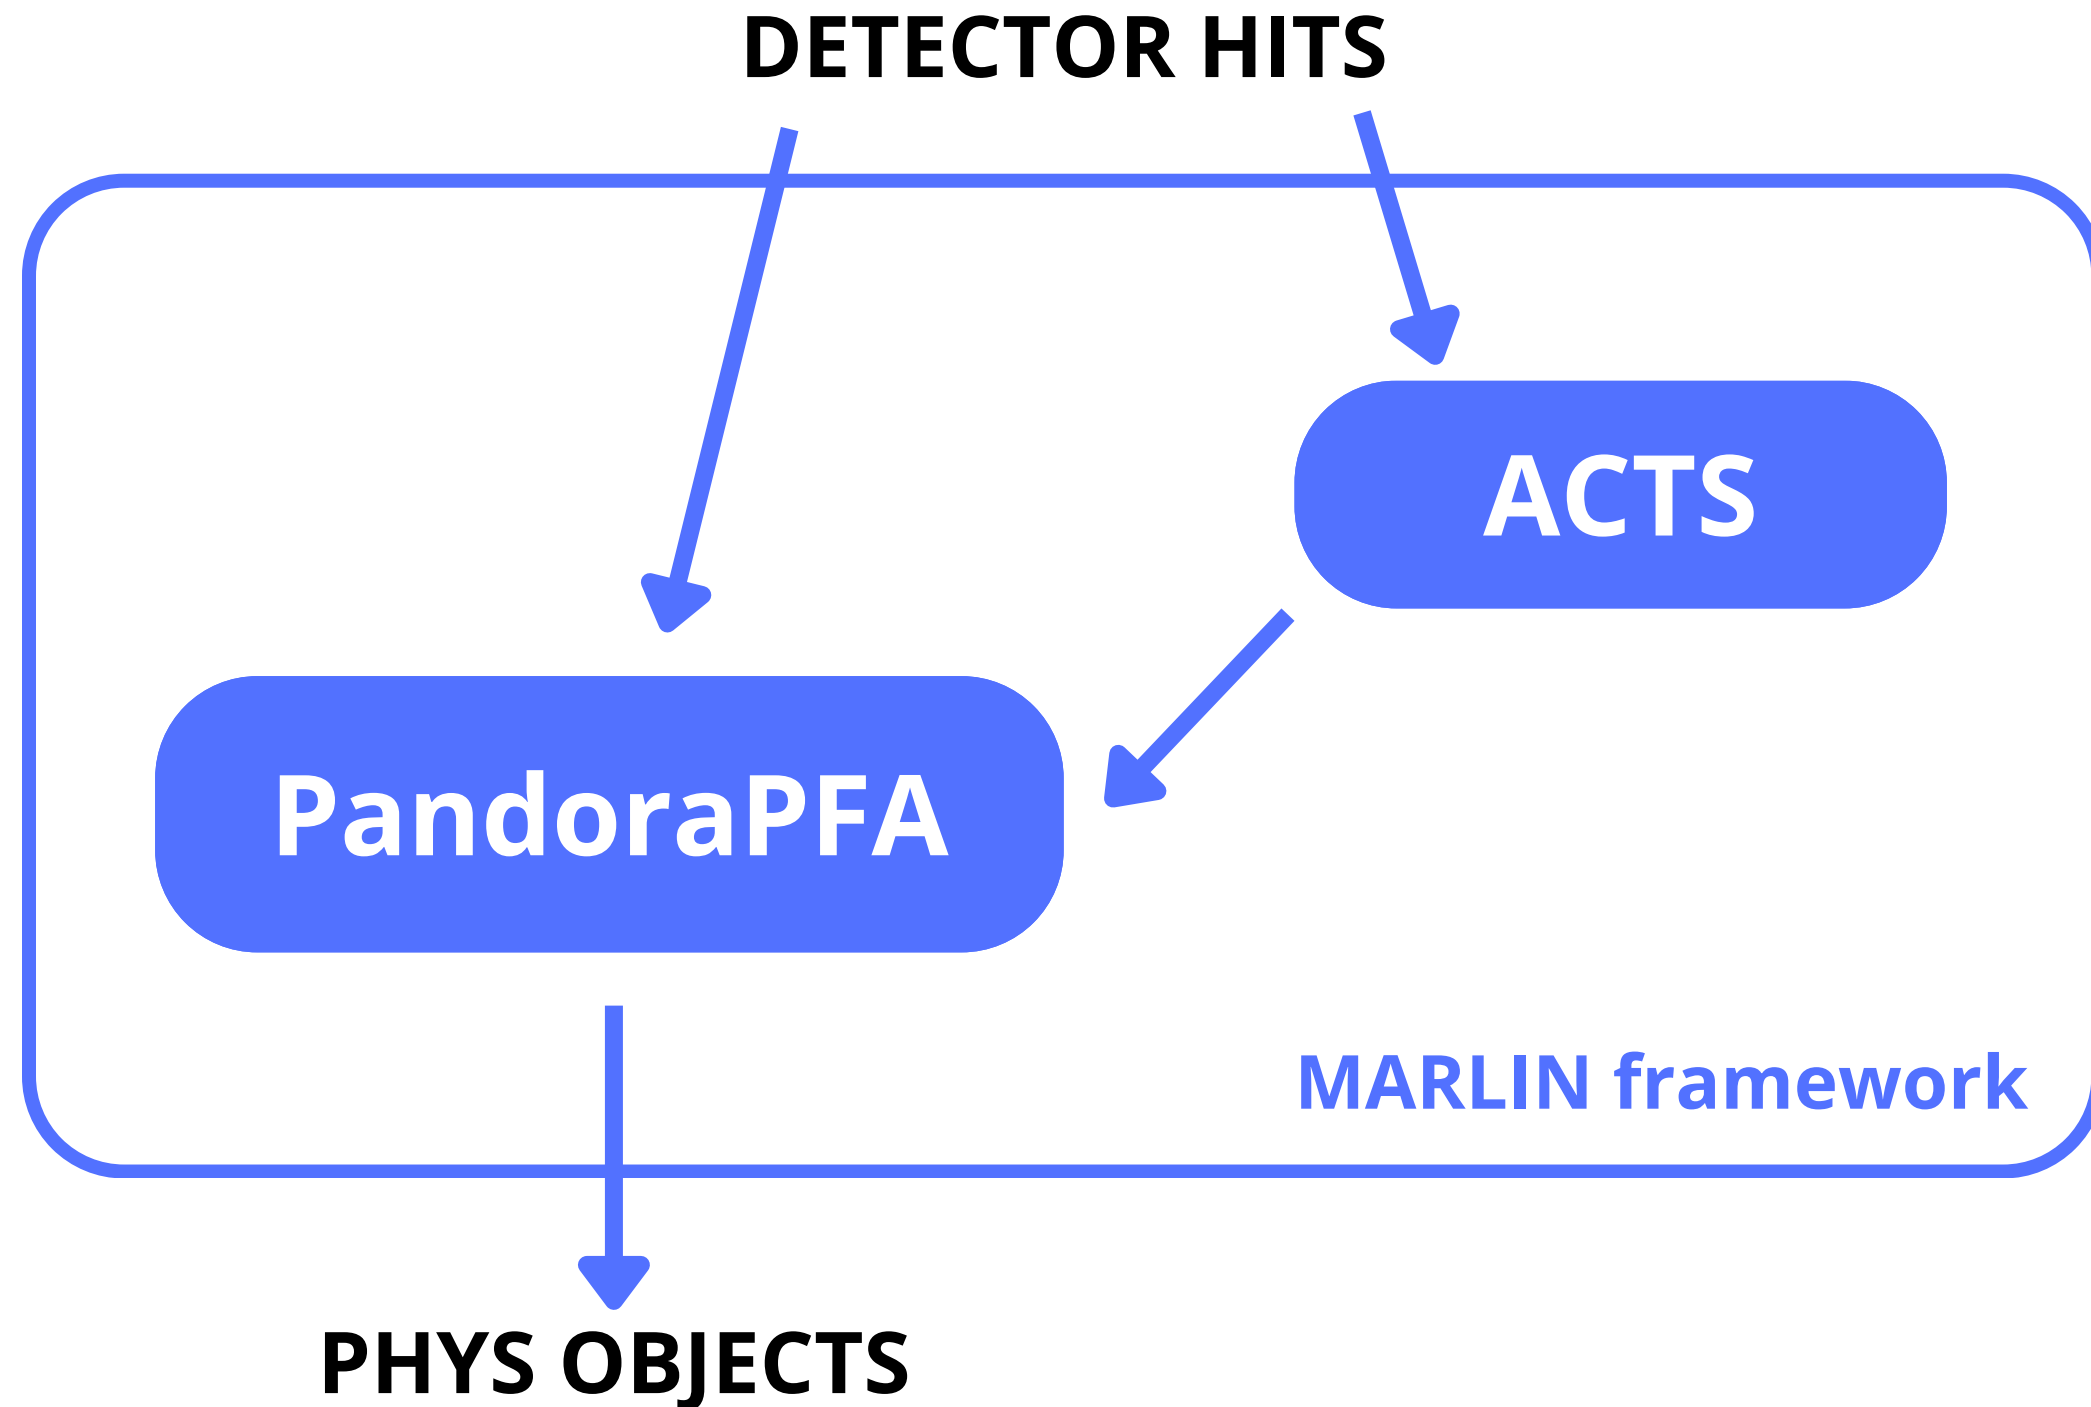 DETECTOR HITS
ACTS
PandoraPFA
MARLIN framework
PHYS OBJECTS